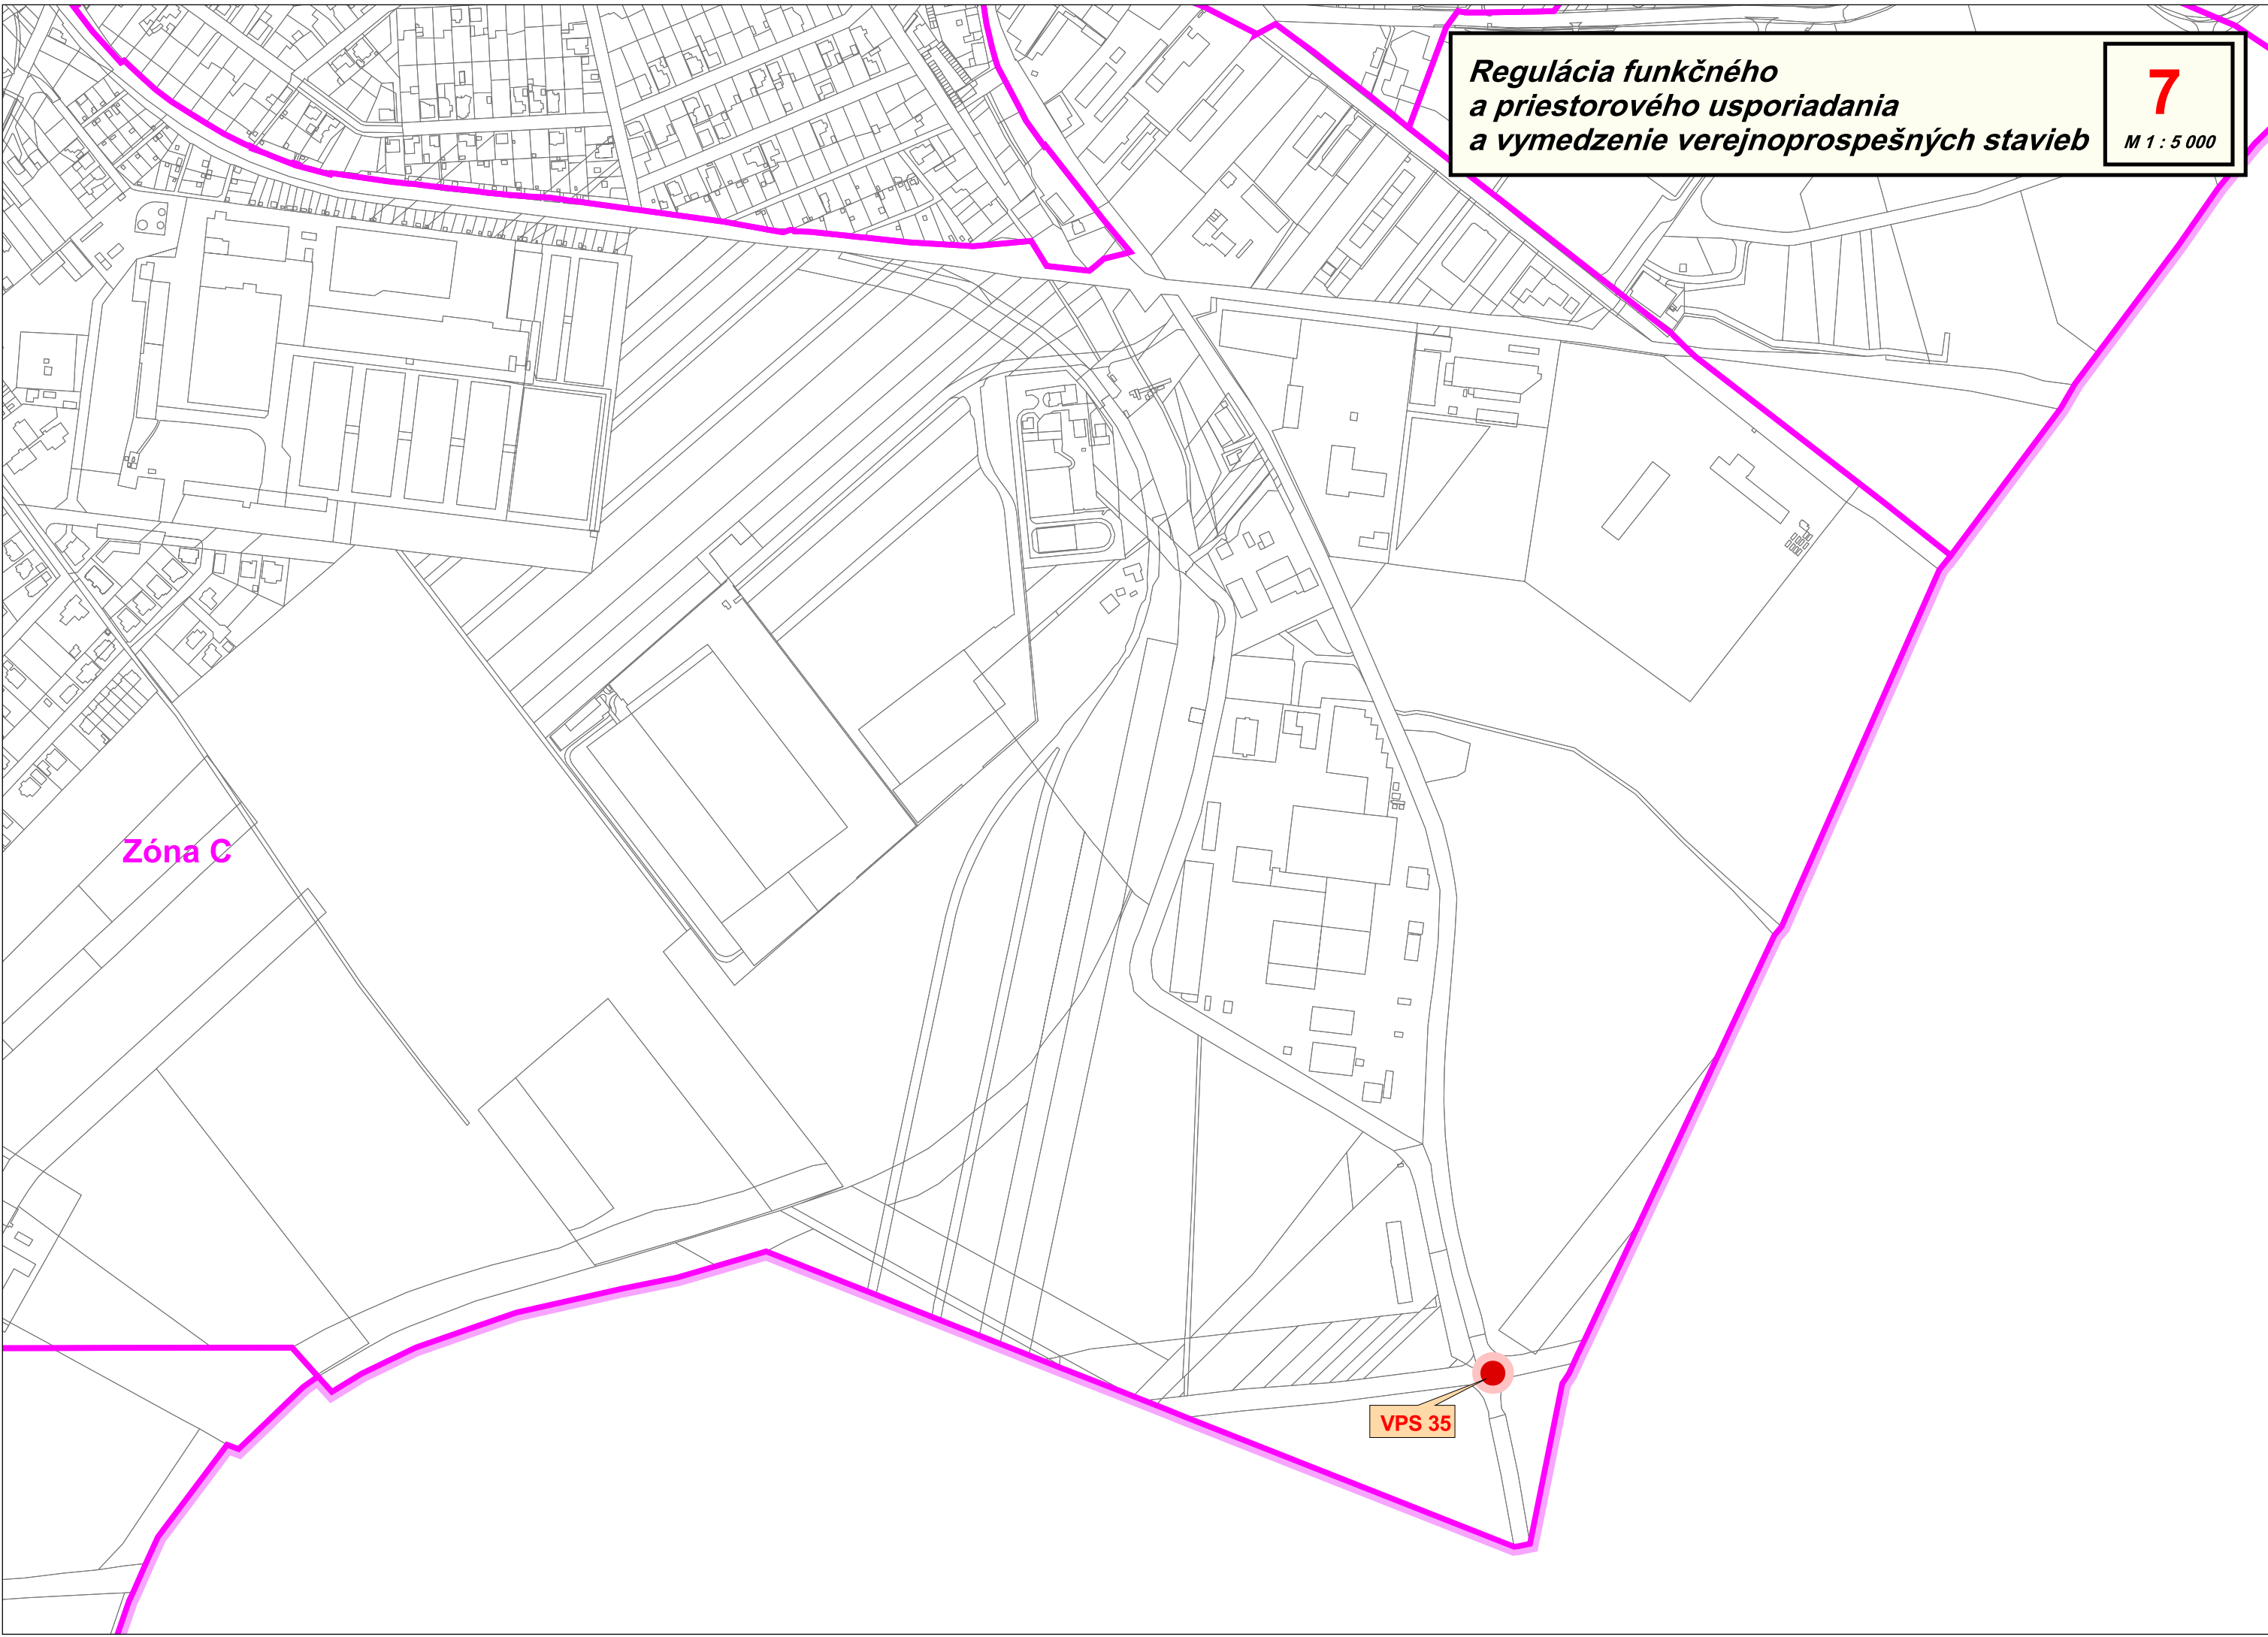 Regulácia funkčného
a priestorového usporiadania
a vymedzenie verejnoprospešných stavieb
7
M 1 : 5 000
Zóna C
VPS 35